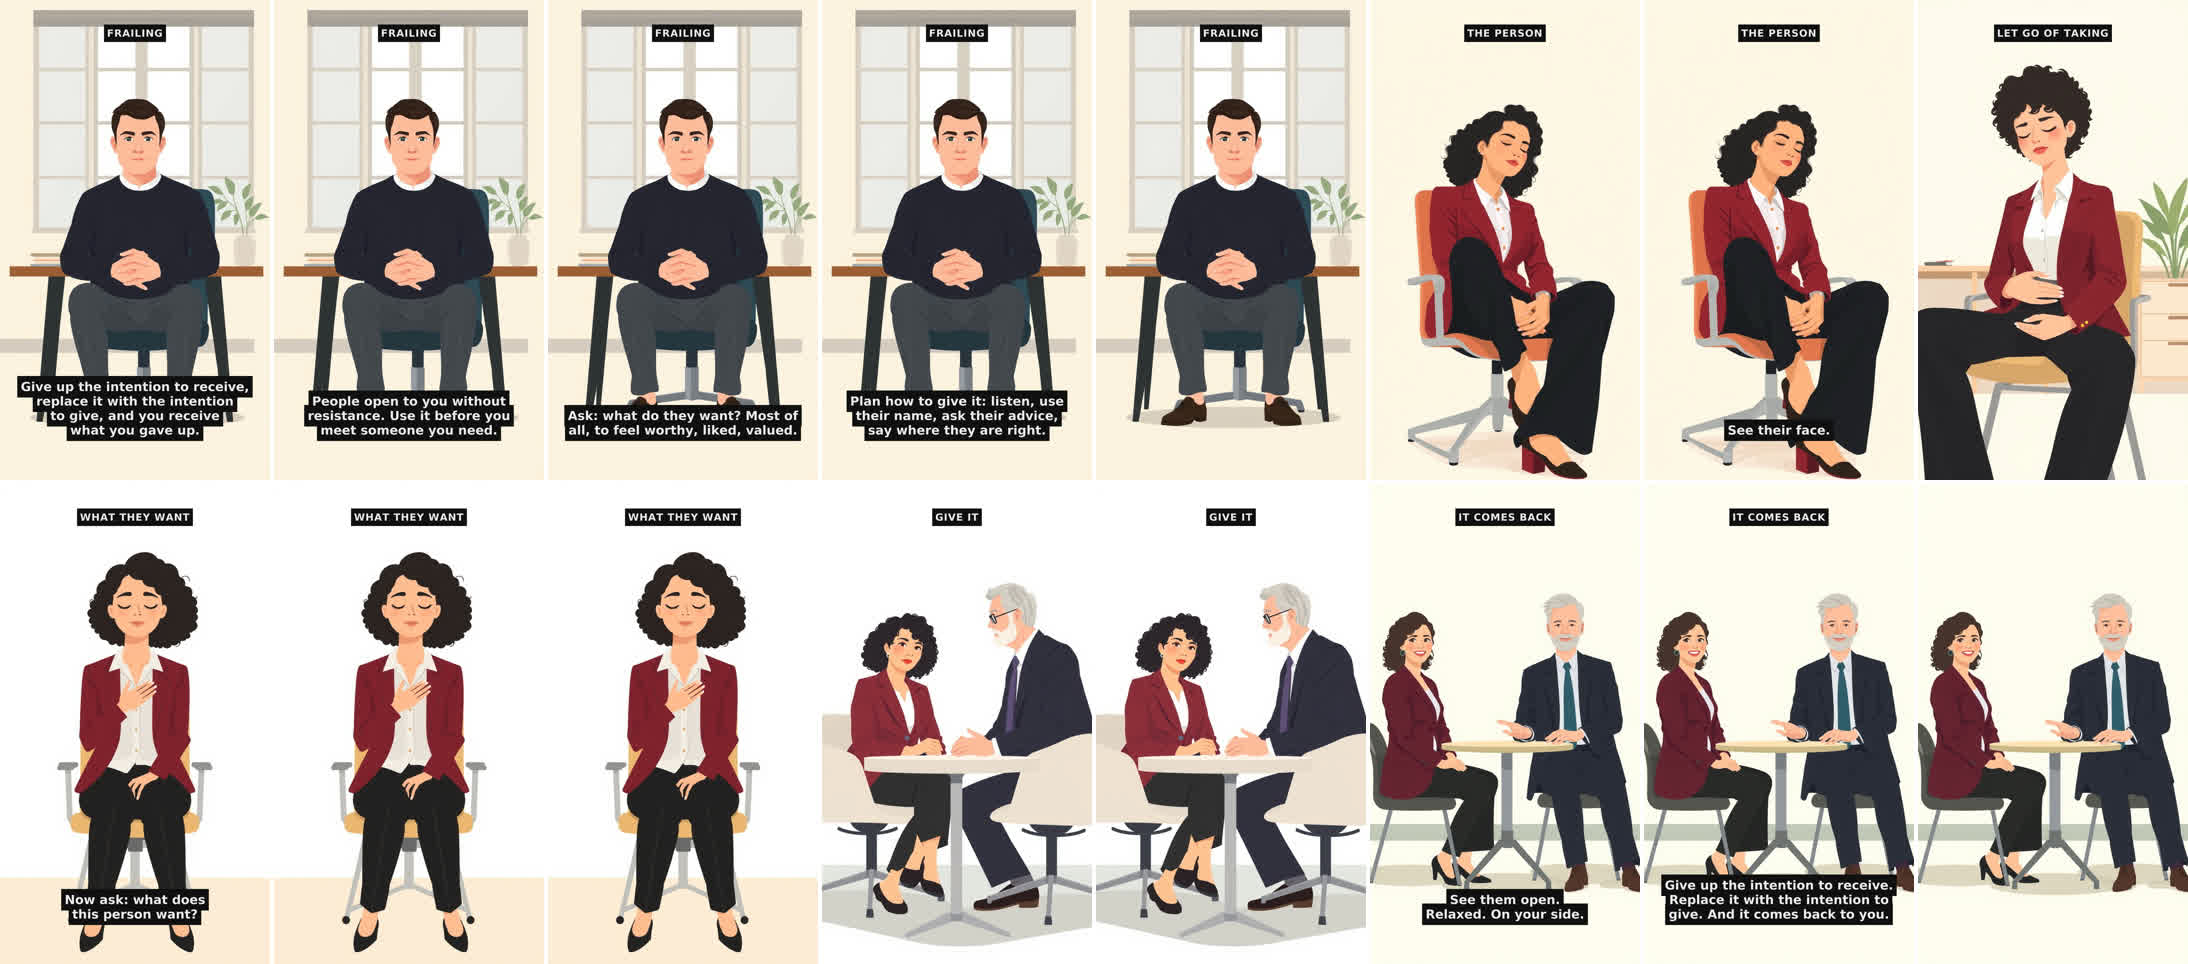 FRAILING
Give up the intention to receive,
replace it with the intention
to give, and you receive
what you gave up.
FRAILING
People open to you without
resistance. Use it before you
meet someone you need.
FRAILING
Ask: what do they want? Most of
all, to feel worthy, liked, valued.
FRAILING
Plan how to give it: listen, use
their name, ask their advice,
say where they are right.
FRAILING
THE PERSON
THE PERSON
See their face.
LET GO OF TAKING
WHAT THEY WANT
Now ask: what does
this person want?
WHAT THEY WANT
WHAT THEY WANT
GIVE IT
GIVE IT
IT COMES BACK
See them open.
Relaxed. On your side.
IT COMES BACK
Give up the intention to receive.
Replace it with the intention to
give. And it comes back to you.